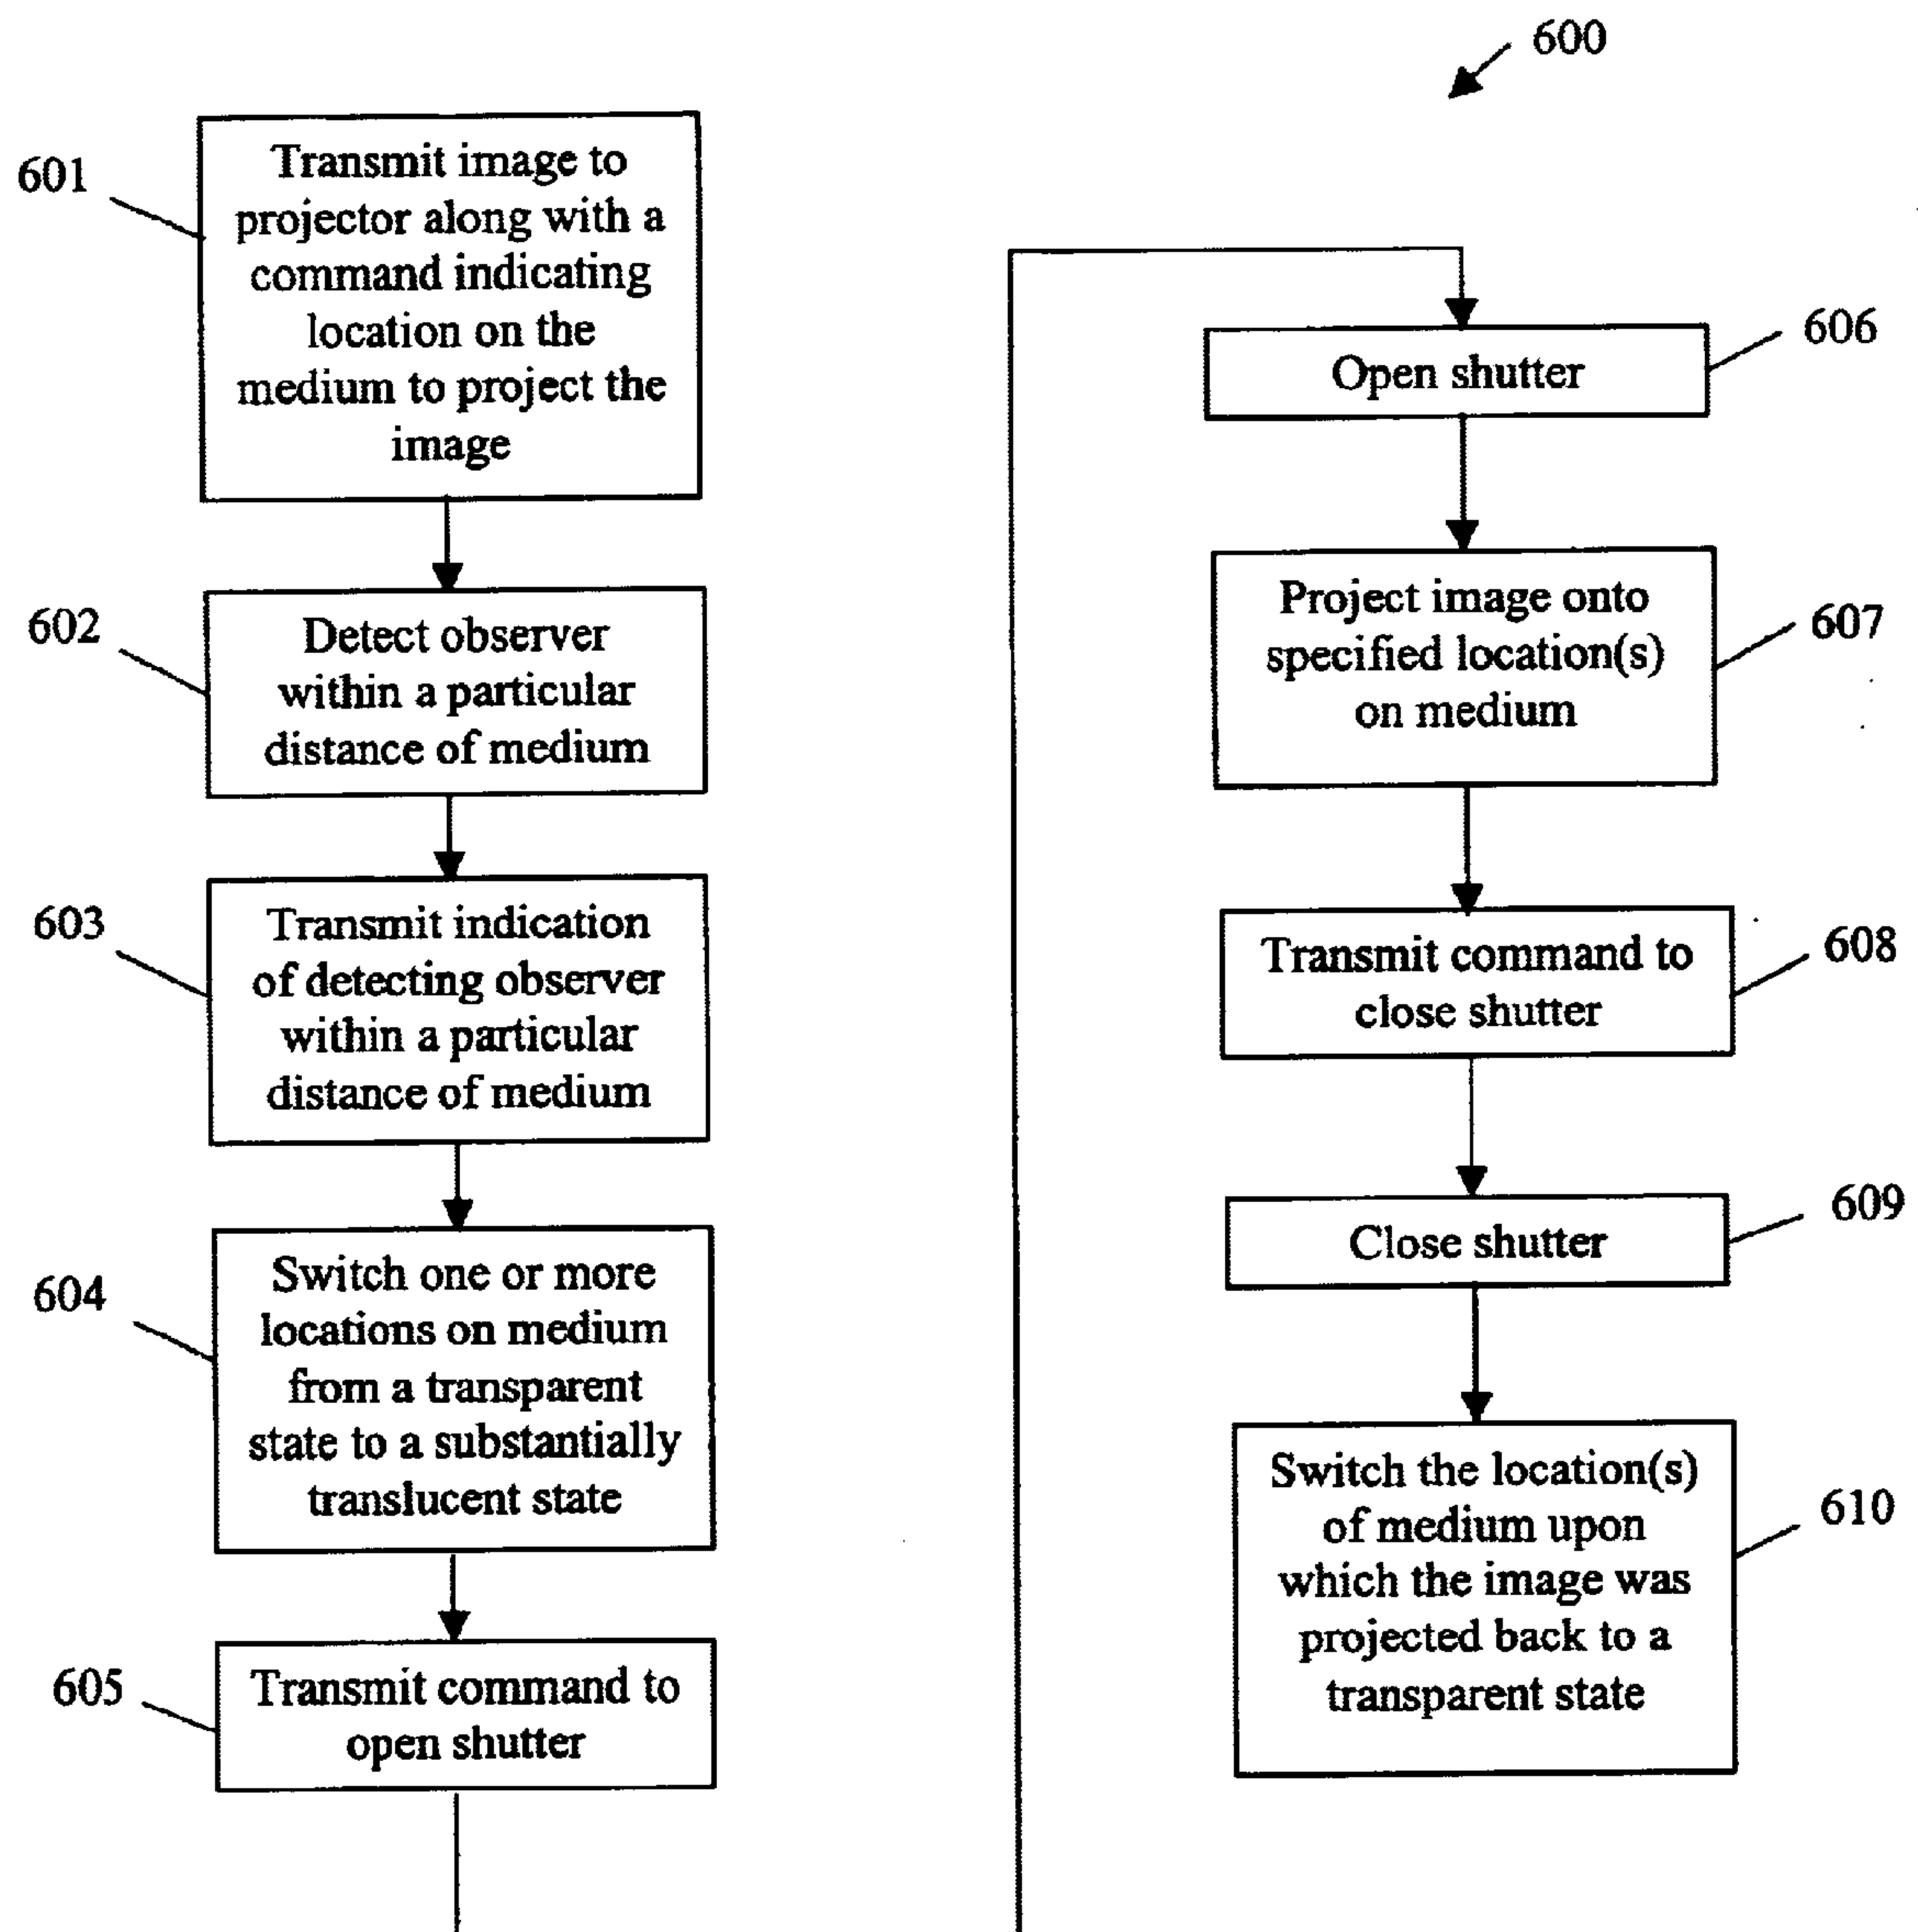 600
601
Transmit image to
projector along with a
command indicating
location on the
medium to project the
image
602
Detect observer
within a particular
distance of medium
603
Transmit indication
of detecting observer
within a particular
distance of medium
604
Switch one or more
locations on medium
from a transparent
state to a substantially
translucent state
605
Transmit command to
open shutter
606
Open shutter
607
Project image onto
specified location(s)
on medium
608
Transmit command to
close shutter
609
Close shutter
610
Switch the location(s)
of medium upon
which the image was
projected back to a
transparent state